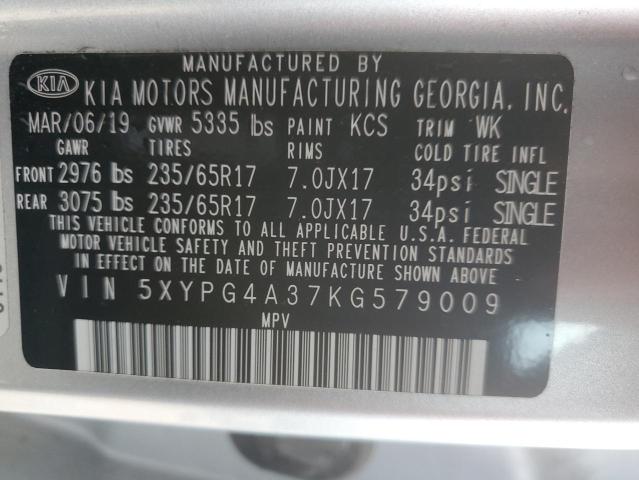 MANUFACTURED BY
KIA KIA MOTORS MANUFACTURING GEORGIA, INC.
MAR/06/19 GVWR 5335 lbs PAINT KCS TRIM WK
GAWR TIRES RIMS COLD TIRE INFL
FRONT 2976 lbs 235/65R17 7.0JX17 34psi SINGLE
REAR 3075 lbs 235/65R17 7.0JX17 34psi SINGLE
THIS VEHICLE CONFORMS TO ALL APPLICABLE U.S.A. FEDERAL
MOTOR VEHICLE SAFETY AND THEFT PREVENTION STANDARDS
IN EFFECT ON THE DATE OF MANUFACTURE SHOWN ABOVE.
VIN 5XYPG4A37KG579009
MPV